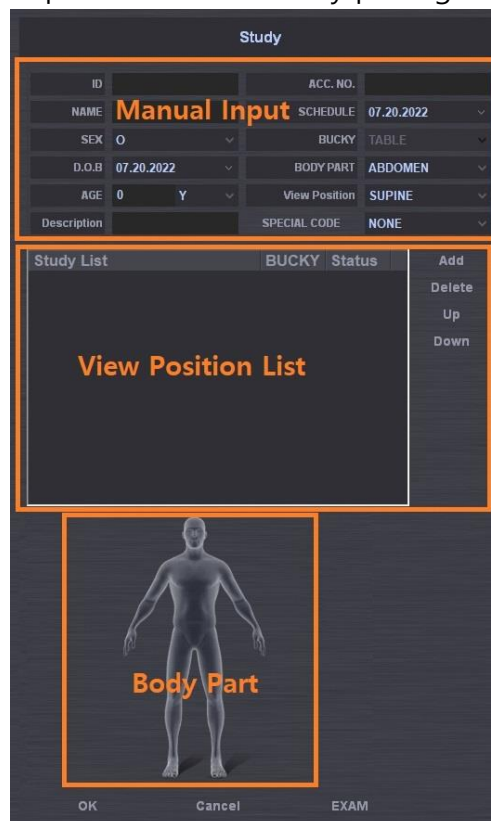 Study
ID ACC. NO.
NAME Manual Input SCHEDULE 07.20.2022
SEX O BUCKY TABLE
D.O.B 07.20.2022 BODY PART ABDOMEN
AGE 0 Y View Position SUPINE
Description SPECIAL CODE NONE
Study List BUCKY Status Add
Delete
Up
Down
View Position List
Body Part
OK Cancel EXAM